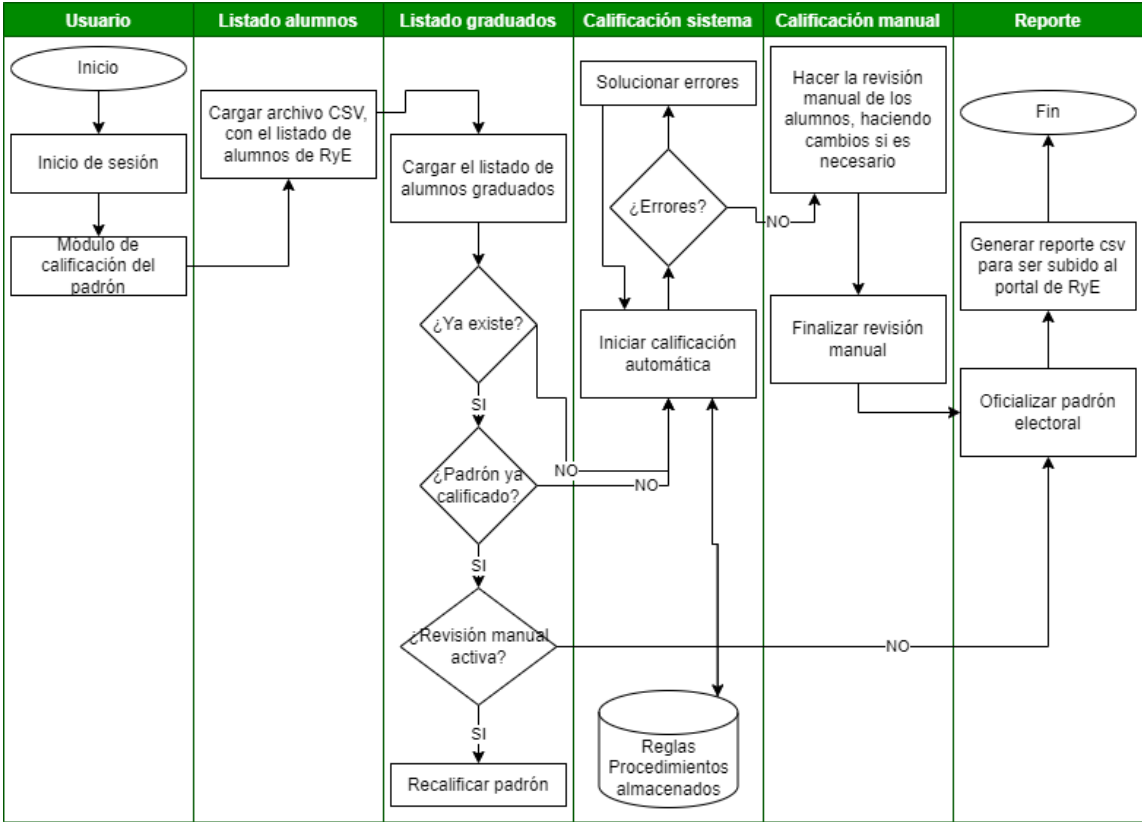 Usuario
Listado alumnos
Listado graduados
Calificación sistema
Calificación manual
Reporte
Inicio
Inicio de sesión
Módulo de
calificación del
padrón
Cargar archivo CSV,
con el listado de
alumnos de RyE
Cargar el listado de
alumnos graduados
¿Ya existe?
SI
NO
¿Padrón ya
calificado?
NO
SI
¿Revisión manual
activa?
NO
SI
Recalificar padrón
Solucionar errores
¿Errores?
NO
Iniciar calificación
automática
Reglas
Procedimientos
almacenados
Hacer la revisión
manual de los
alumnos, haciendo
cambios si es
necesario
Finalizar revisión
manual
Fin
Generar reporte csv
para ser subido al
portal de RyE
Oficializar padrón
electoral